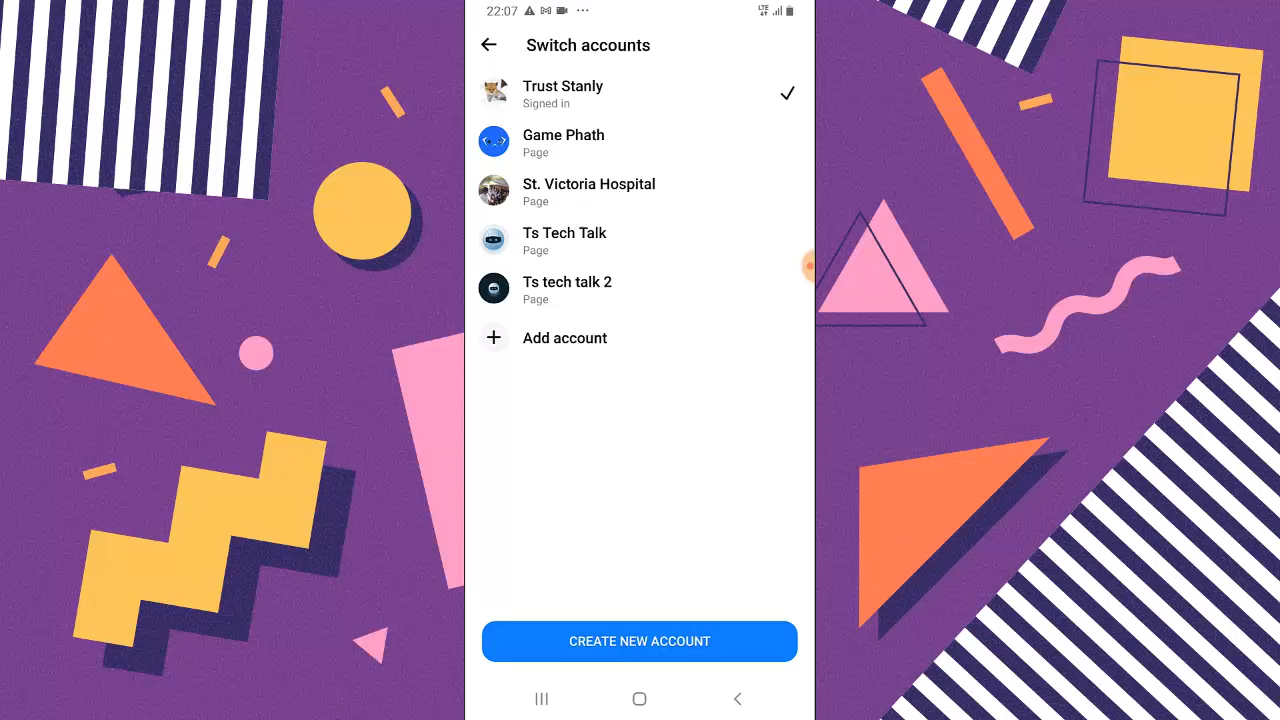 22:07
LTE
Switch accounts
Trust Stanly
Signed in
Game Phath
Page
St. Victoria Hospital
Page
Ts Tech Talk
Page
Ts tech talk 2
Page
Add account
CREATE NEW ACCOUNT